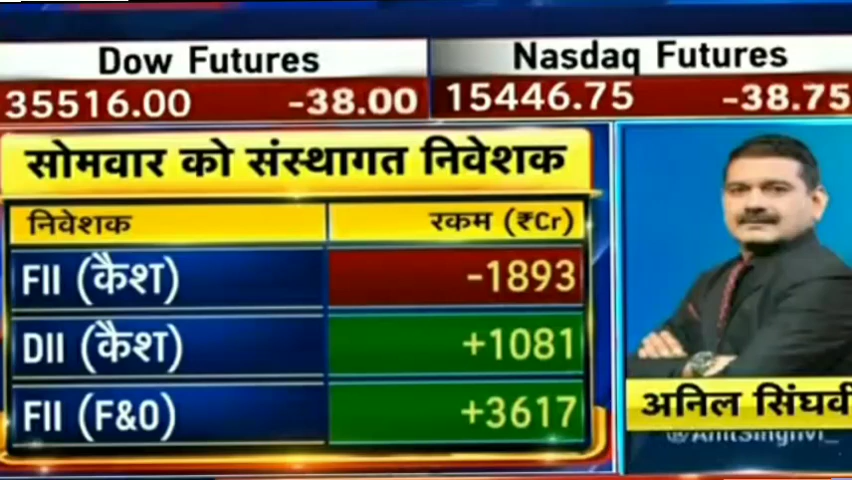 Dow Futures
35516.00 -38.00
Nasdaq Futures
15446.75 -38.75
सोमवार को संस्थागत निवेशक
निवेशक रकम (₹Cr)
FII (कैश) -1893
DII (कैश) +1081
FII (F&O) +3617
अनिल सिंघवी